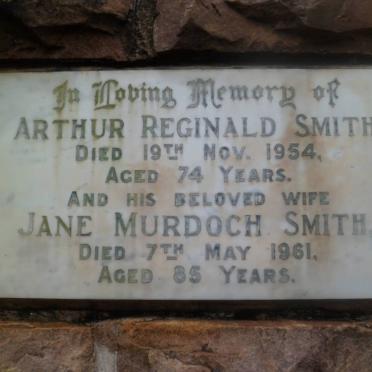 In Loving Memory of
ARTHUR REGINALD SMITH
DIED 19TH NOV. 1954,
AGED 74 YEARS.
AND HIS BELOVED WIFE
JANE MURDOCH SMITH,
DIED 7TH MAY 1961,
AGED 85 YEARS.